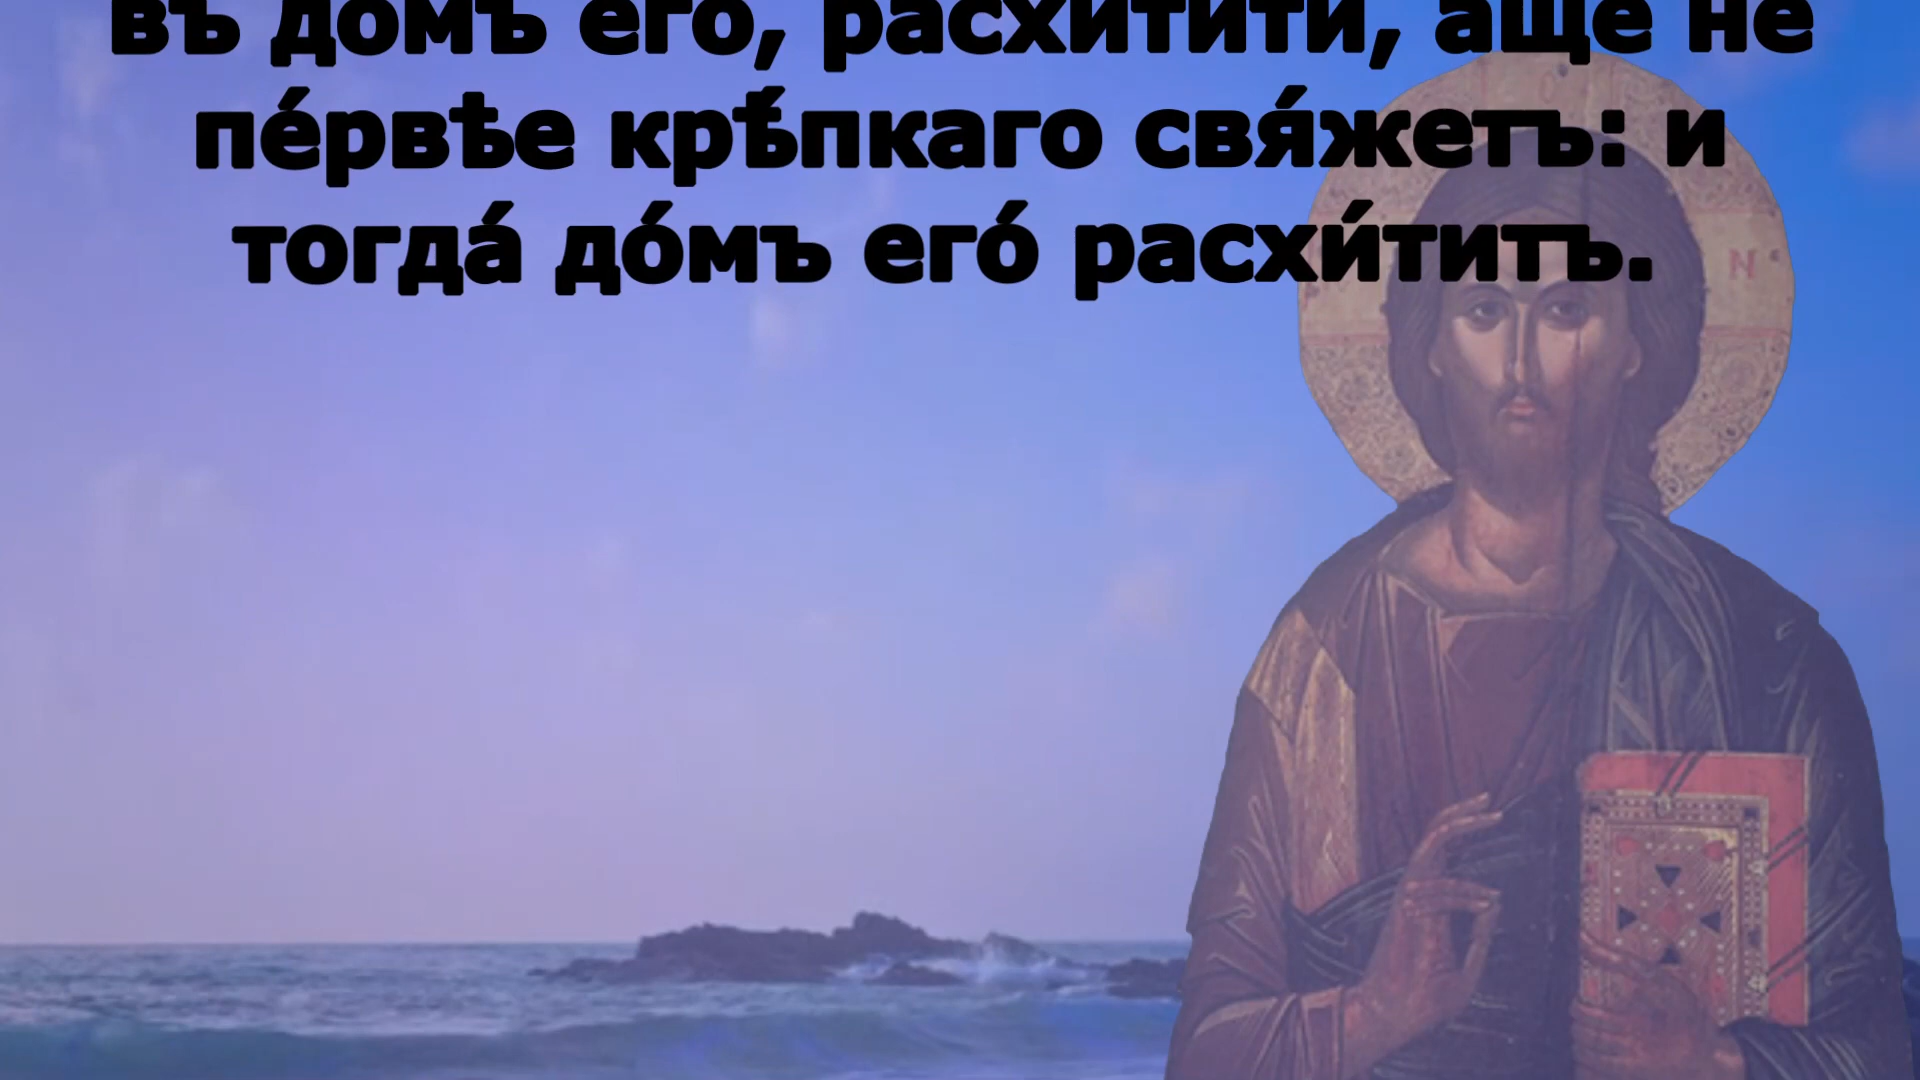 въ домъ его, расхитити, аще не
пе́рвѣе крѣ́пкаго свя́жетъ: и
тогда́ до́мъ его́ расхи́титъ.
N